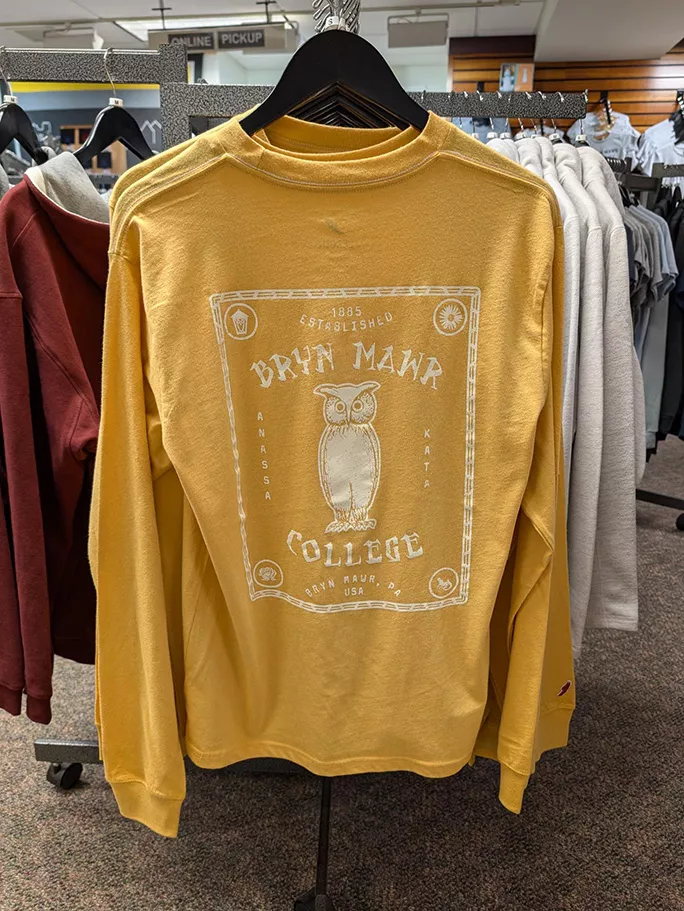 S
ONLINE PICKUP
1885
ESTABLISHED
BRYN MAWR
ANASSA
KATA
COLLEGE
BRYN MAWR, PA
USA